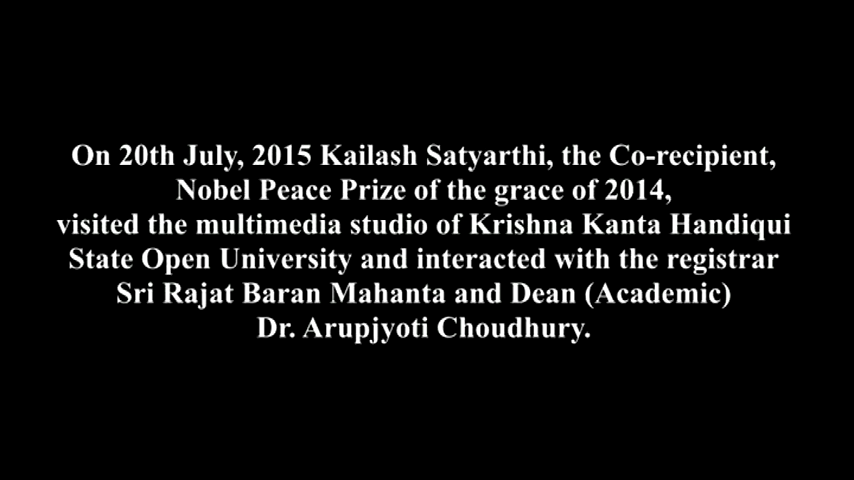 On 20th July, 2015 Kailash Satyarthi, the Co-recipient,
Nobel Peace Prize of the grace of 2014,
visited the multimedia studio of Krishna Kanta Handiqui
State Open University and interacted with the registrar
Sri Rajat Baran Mahanta and Dean (Academic)
Dr. Arupjyoti Choudhury.